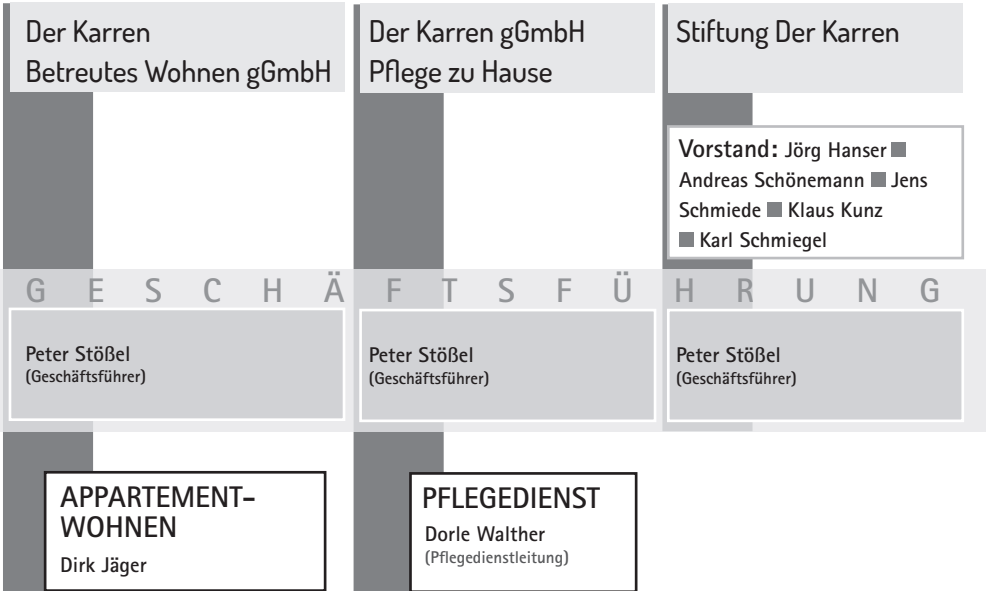 Der Karren
Betreutes Wohnen gGmbH
Der Karren gGmbH
Pflege zu Hause
Stiftung Der Karren
Vorstand: Jörg Hanser ■
Andreas Schönemann ■ Jens
Schmiede ■ Klaus Kunz
■ Karl Schmiegel
GESCHÄFTSFÜHRUNG
Peter Stößel
(Geschäftsführer)
Peter Stößel
(Geschäftsführer)
Peter Stößel
(Geschäftsführer)
APPARTEMENT-
WOHNEN
Dirk Jäger
PFLEGEDIENST
Dorle Walther
(Pflegedienstleitung)